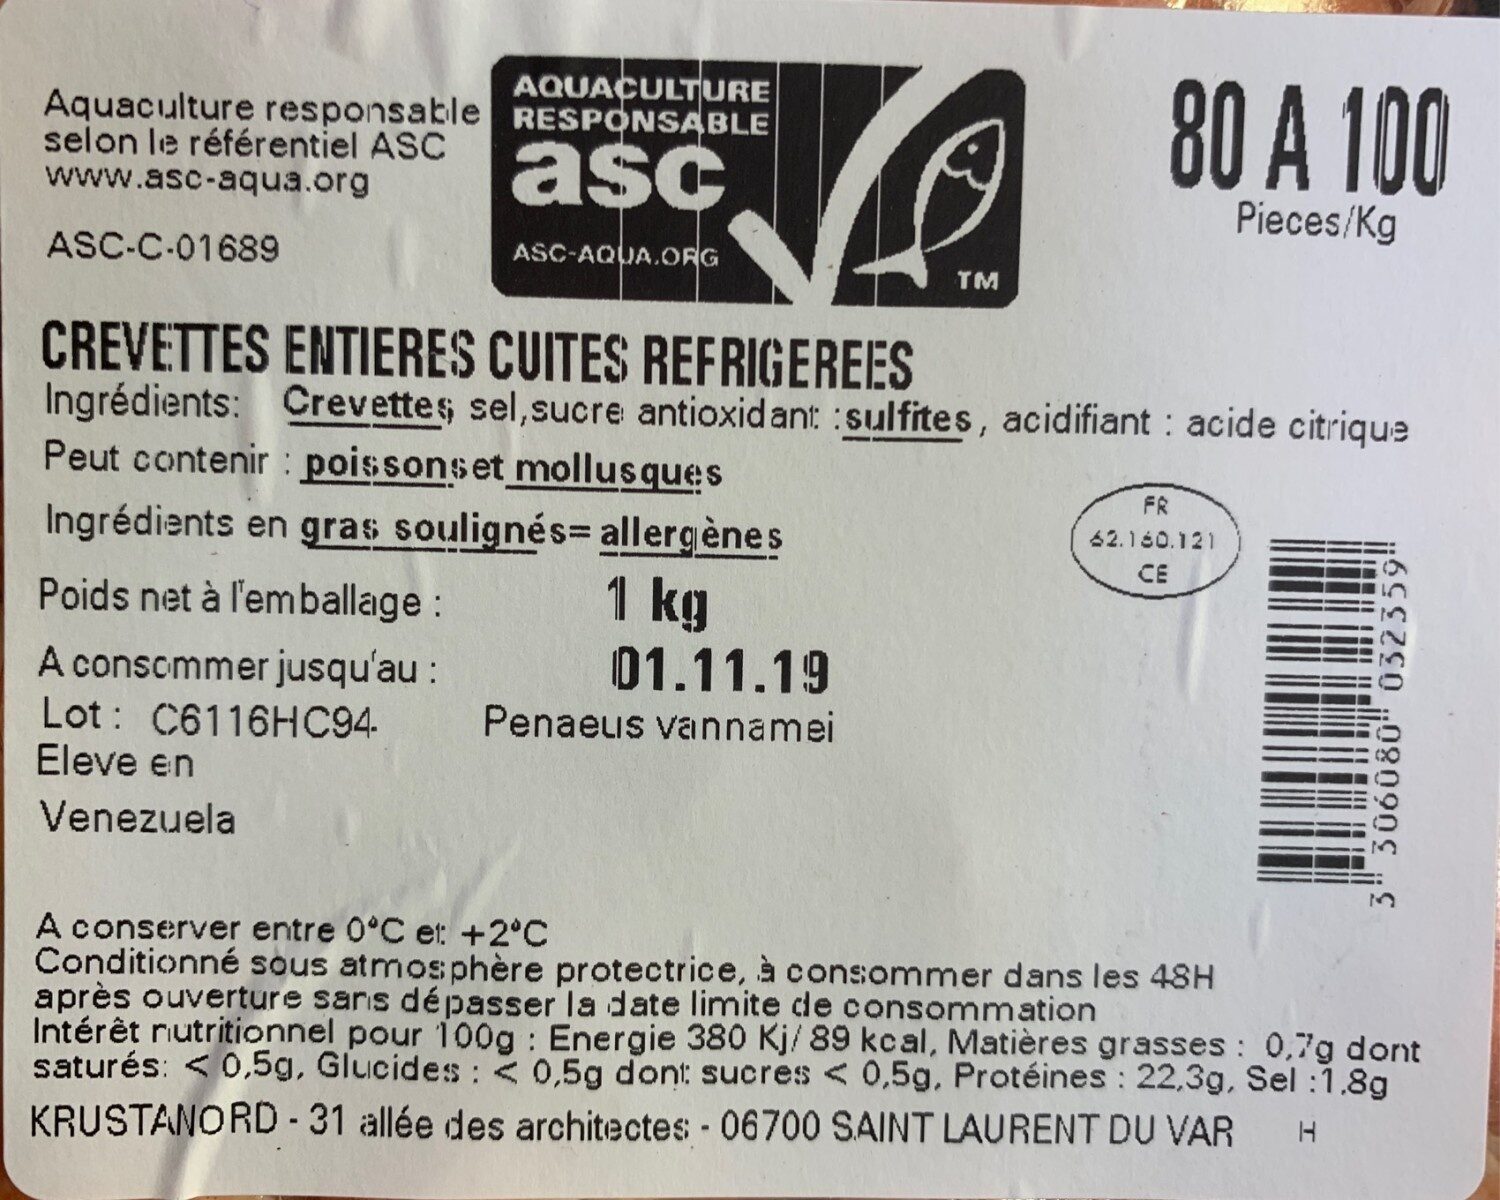 Aquaculture responsable
selon le référentiel ASC
www.asc-aqua.org
ASC-C-01689
AQUACULTURE
RESPONSABLE
asc
ASC-AQUA.ORG
TM
80 A 100
Pieces/Kg
CREVETTES ENTIERES CUITES REFRIGEREES
Ingrédients: Crevettes, sel,sucre antioxidant :sulfites, acidifiant : acide citrique
Peut contenir : poissons et mollusques
Ingrédients en gras soulignés= allergènes
FR
62.160.121
CE
Poids net à l'emballage : 1 kg
A consommer jusqu'au : 01.11.19
Lot : C6116HC94 Penaeus vannamei
Eleve en
Venezuela
3 306080 032359
A conserver entre 0°C et +2°C
Conditionné sous atmosphère protectrice, à consommer dans les 48H
après ouverture sans dépasser la date limite de consommation
Intérêt nutritionnel pour 100g : Energie 380 Kj/ 89 kcal, Matières grasses : 0,7g dont
saturés: < 0,5g, Glucides : < 0,5g dont sucres < 0,5g, Protéines : 22,3g, Sel :1,8g
KRUSTANORD - 31 allée des architectes - 06700 SAINT LAURENT DU VAR H